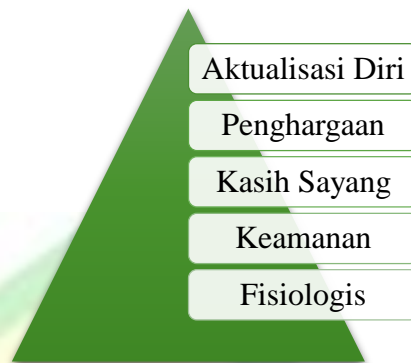 Aktualisasi Diri
Penghargaan
Kasih Sayang
Keamanan
Fisiologis